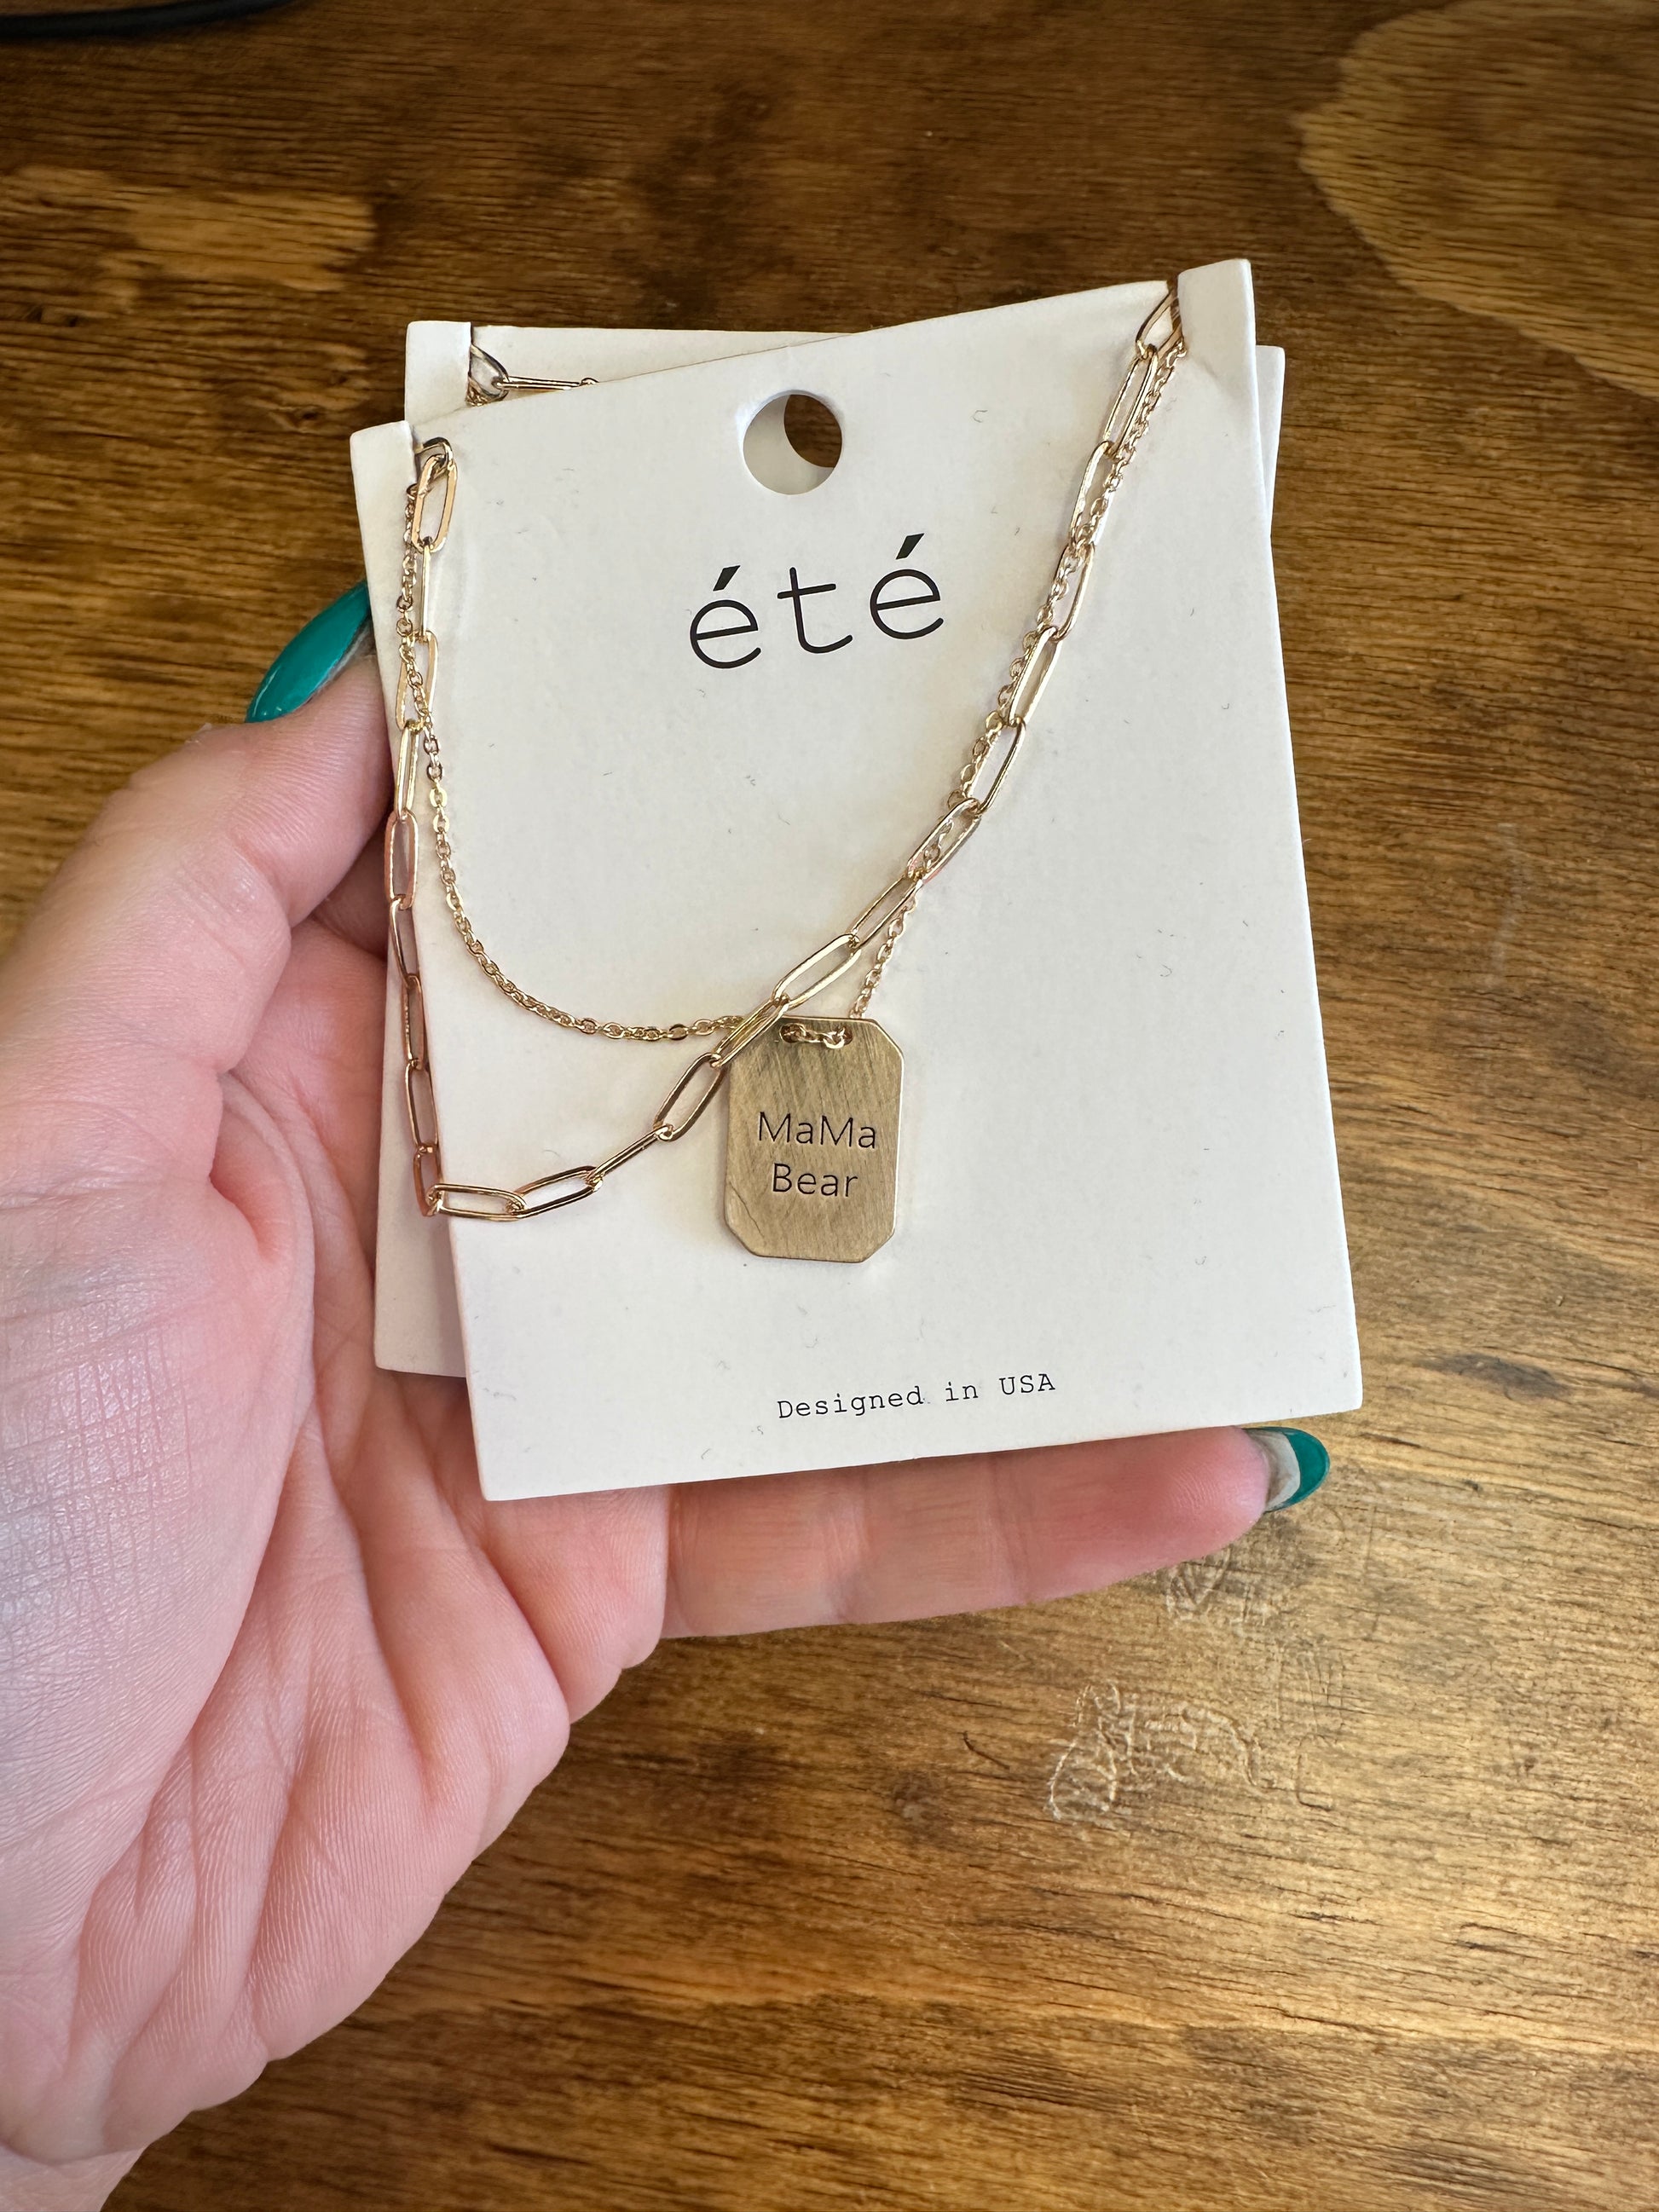 été
MaMa
Bear
Designed in USA